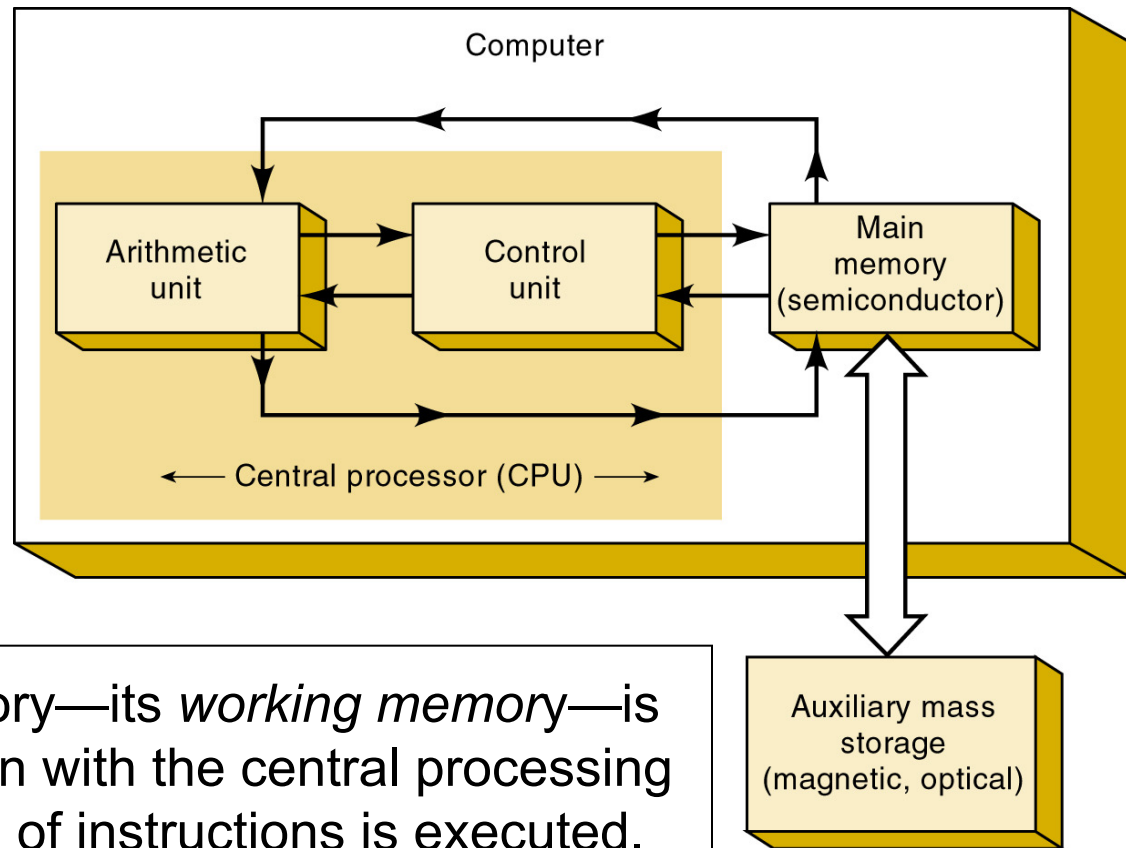 Computer
Arithmetic
unit
Control
unit
Main
memory
(semiconductor)
Central processor (CPU)
ory—its working memory—is
n with the central processing
of instructions is executed.
Auxiliary mass
storage
(magnetic, optical)